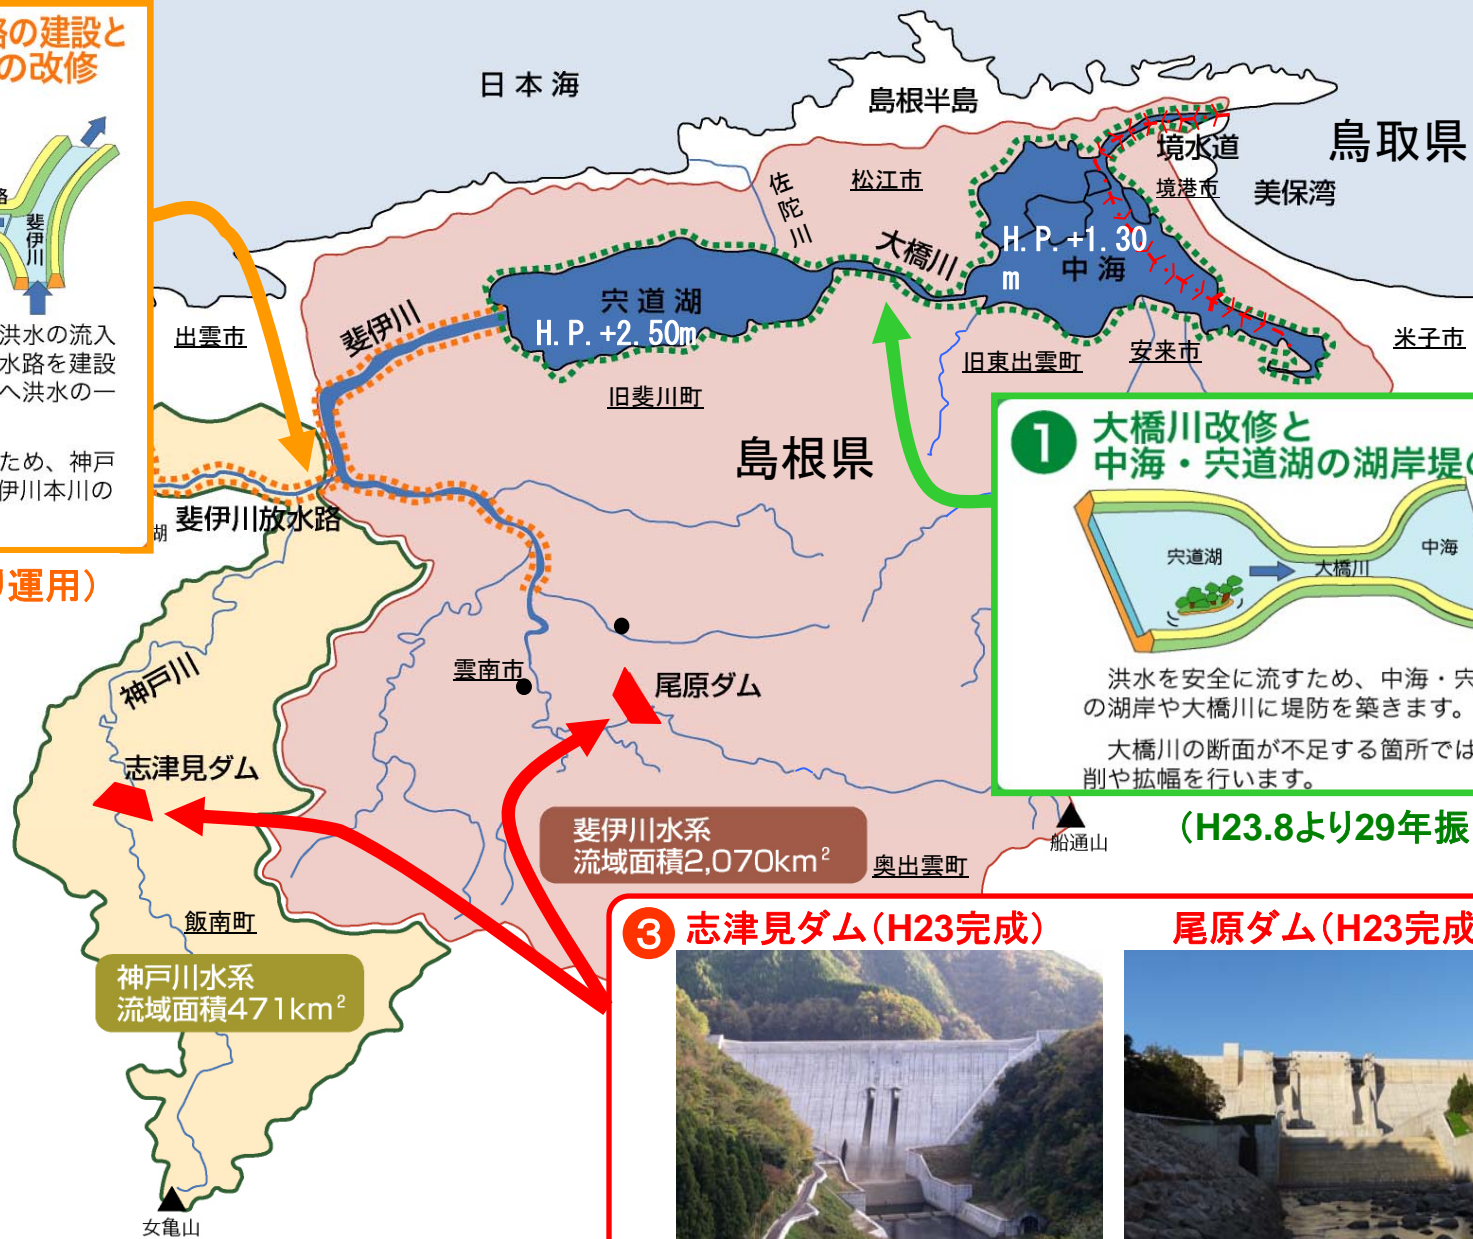 路の建設と
の改修
路
斐伊川
洪水の流入
水路を建設
へ洪水の一
ため、神戸
伊川本川の
湖
り運用）
日本海
島根半島
鳥取県
境水道
境港市
美保湾
松江市
佐陀川
大橋川
H.P.+1.30
m
中海
宍道湖
H.P.+2.50m
斐伊川
出雲市
米子市
安来市
旧東出雲町
旧斐川町
島根県
斐伊川放水路
1 大橋川改修と
中海・宍道湖の湖岸堤の
宍道湖
大橋川
中海
洪水を安全に流すため、中海・宍
の湖岸や大橋川に堤防を築きます。
大橋川の断面が不足する箇所では
削や拡幅を行います。
（H23.8より29年振
神戸川
雲南市
尾原ダム
志津見ダム
斐伊川水系
流域面積2,070km²
奥出雲町
船通山
飯南町
神戸川水系
流域面積471km²
女亀山
3 志津見ダム（H23完成） 尾原ダム（H23完成